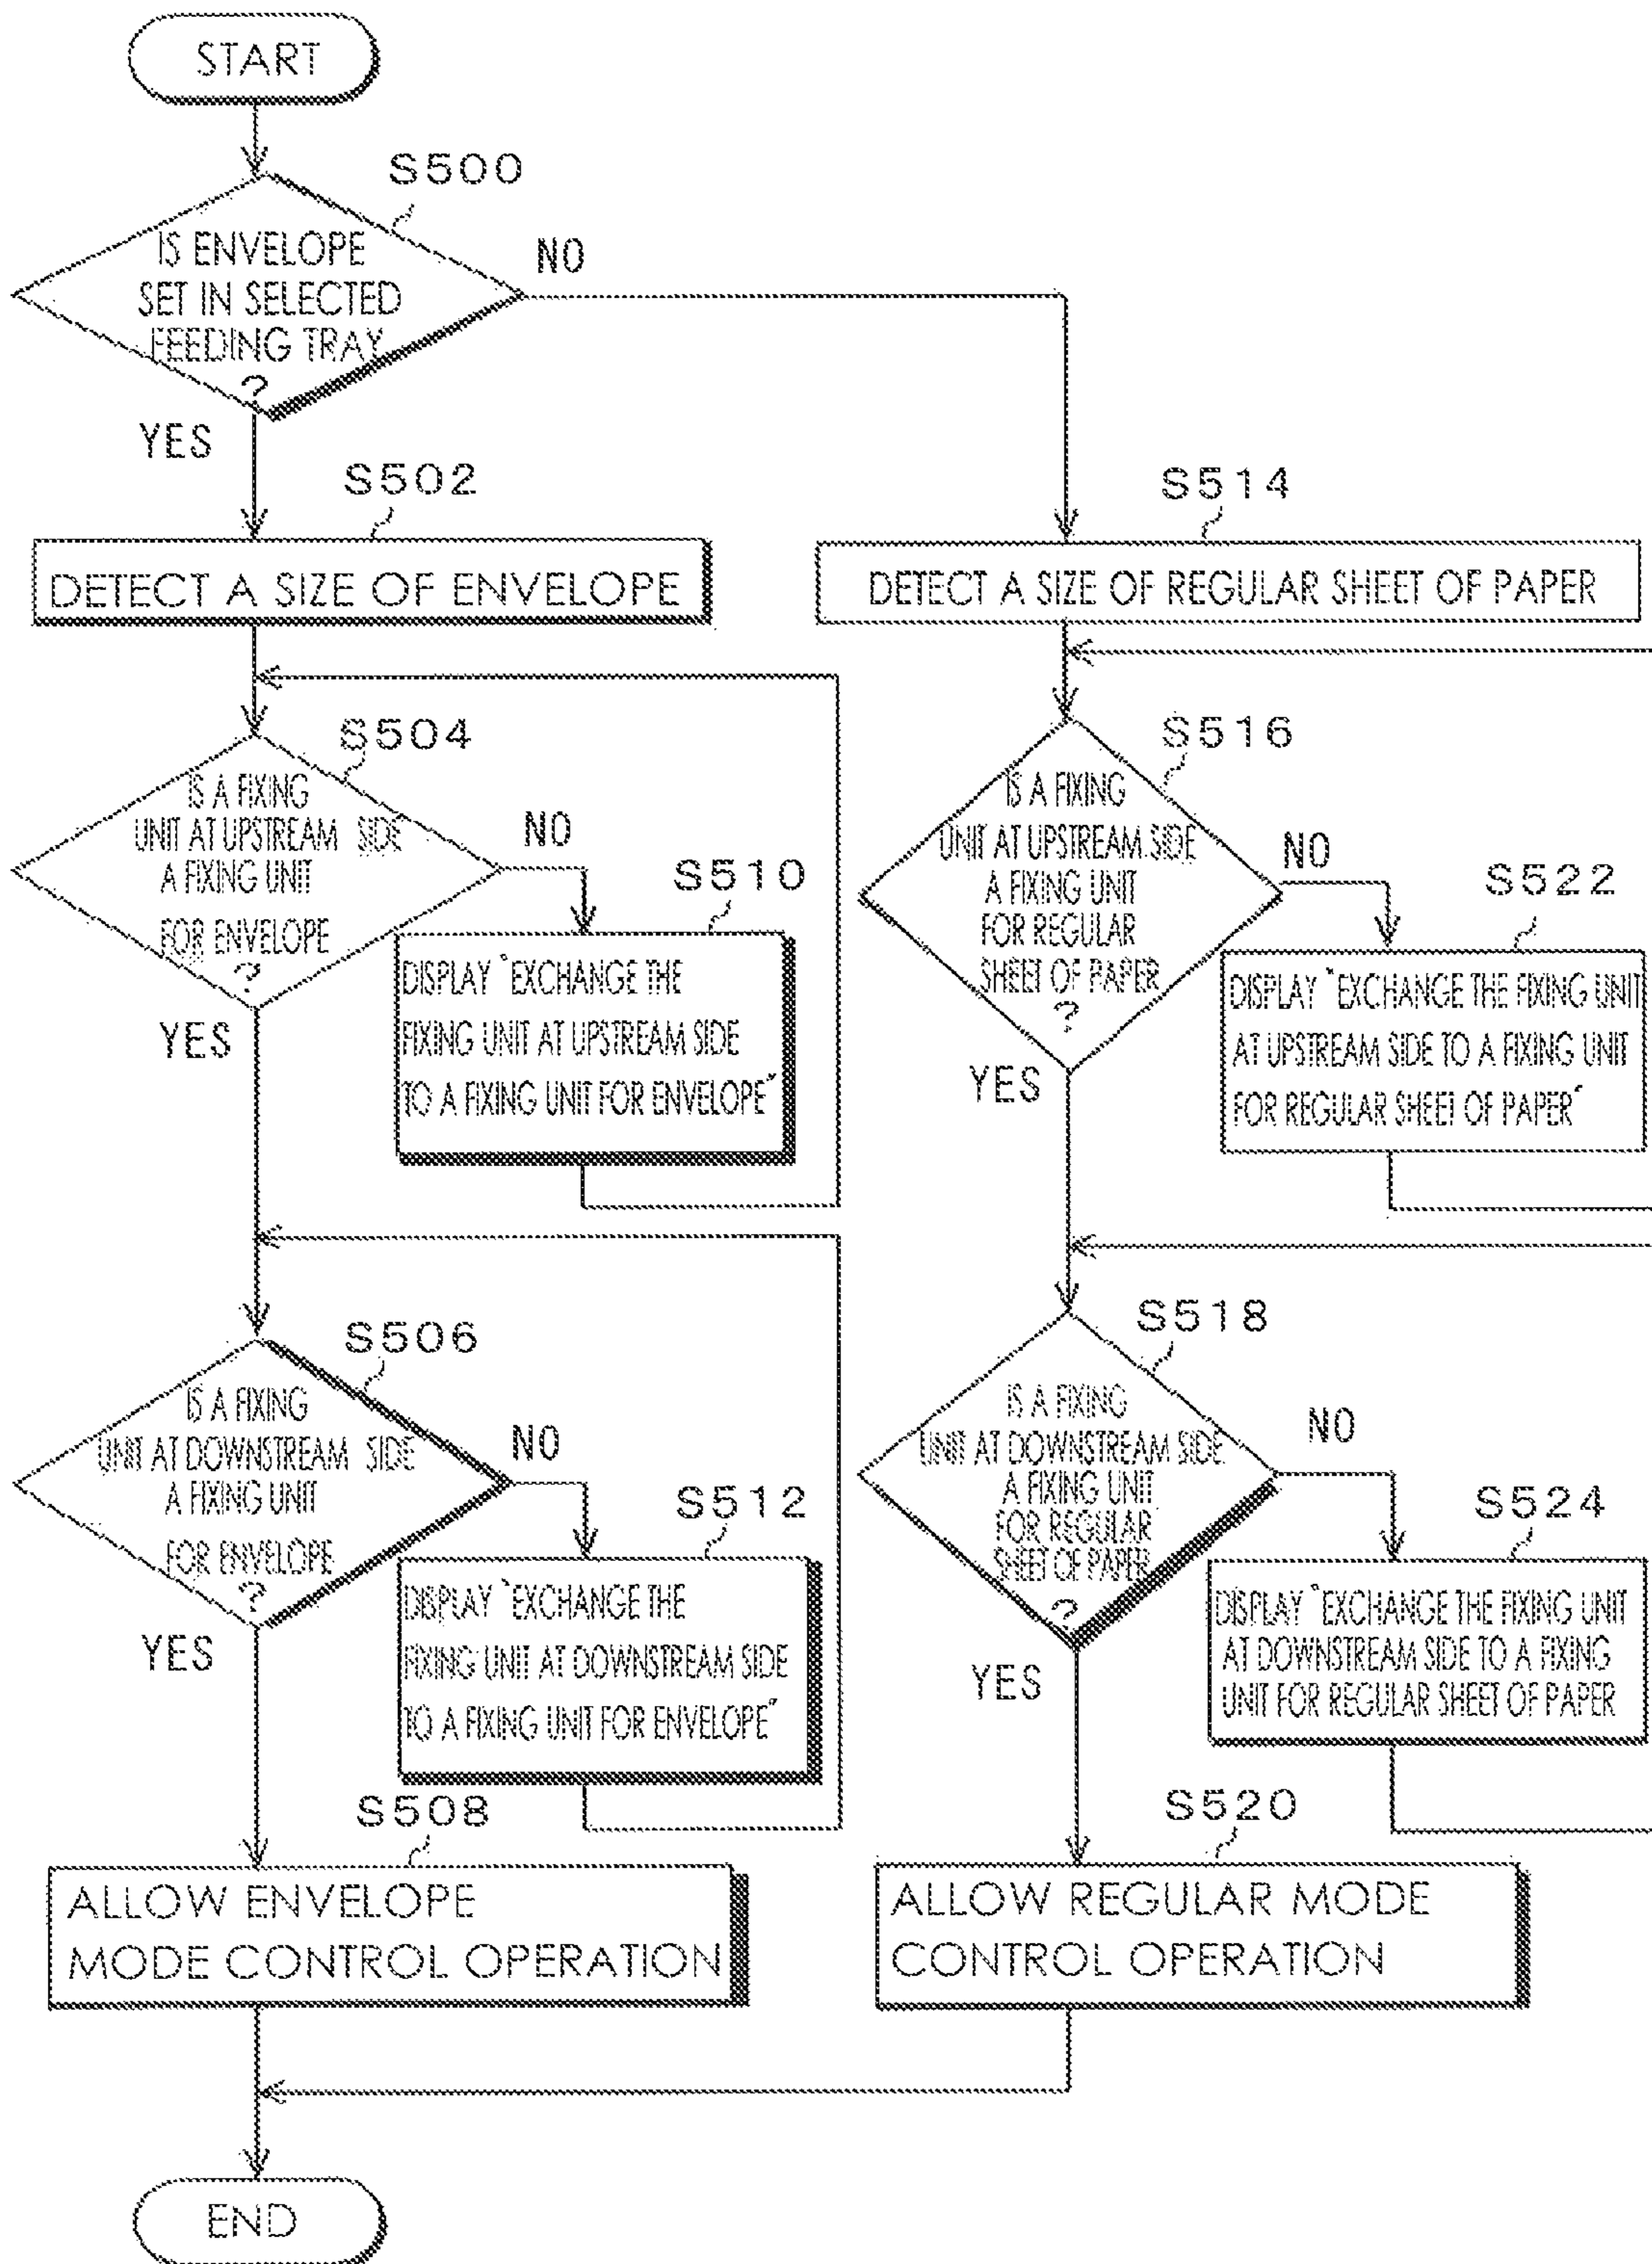 START
S500
IS ENVELOPE
SET IN SELECTED
FEEDING TRAY
?
NO
YES
S502
DETECT A SIZE OF ENVELOPE
S504
IS A FIXING
UNIT AT UPSTREAM SIDE
A FIXING UNIT
FOR ENVELOPE
?
NO
YES
S510
DISPLAY "EXCHANGE THE
FIXING UNIT AT UPSTREAM SIDE
TO A FIXING UNIT FOR ENVELOPE"
S506
IS A FIXING
UNIT AT DOWNSTREAM SIDE
A FIXING UNIT
FOR ENVELOPE
?
NO
YES
S512
DISPLAY "EXCHANGE THE
FIXING UNIT AT DOWNSTREAM SIDE
TO A FIXING UNIT FOR ENVELOPE"
S508
ALLOW ENVELOPE
MODE CONTROL OPERATION
S514
DETECT A SIZE OF REGULAR SHEET OF PAPER
S516
IS A FIXING
UNIT AT UPSTREAM SIDE
A FIXING UNIT
FOR REGULAR
SHEET OF PAPER
?
NO
YES
S522
DISPLAY "EXCHANGE THE FIXING UNIT
AT UPSTREAM SIDE TO A FIXING UNIT
FOR REGULAR SHEET OF PAPER"
S518
IS A FIXING
UNIT AT DOWNSTREAM SIDE
A FIXING UNIT
FOR REGULAR
SHEET OF PAPER
?
NO
YES
S524
DISPLAY "EXCHANGE THE FIXING UNIT
AT DOWNSTREAM SIDE TO A FIXING
UNIT FOR REGULAR SHEET OF PAPER
S520
ALLOW REGULAR MODE
CONTROL OPERATION
END